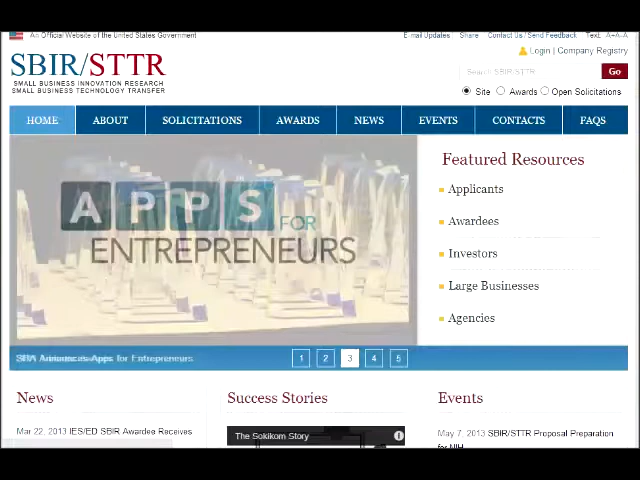 An Official Website of the United States Government
E-mail Updates Share Contact Us / Send Feedback Text A+A-A
Login | Company Registry
SBIR/STTR
SMALL BUSINESS INNOVATION RESEARCH
SMALL BUSINESS TECHNOLOGY TRANSFER
Search SBIR/STTR
Go
Site Awards Open Solicitations
HOME ABOUT SOLICITATIONS AWARDS NEWS EVENTS CONTACTS FAQS
APPS FOR
ENTREPRENEURS
Featured Resources
Applicants
Awardees
Investors
Large Businesses
Agencies
SBA Announces Apps for Entrepreneurs
1 2 3 4 5
News
Mar 22, 2013 IES/ED SBIR Awardee Receives
Success Stories
The Sokikom Story
Events
May 7, 2013 SBIR/STTR Proposal Preparation
for NIH